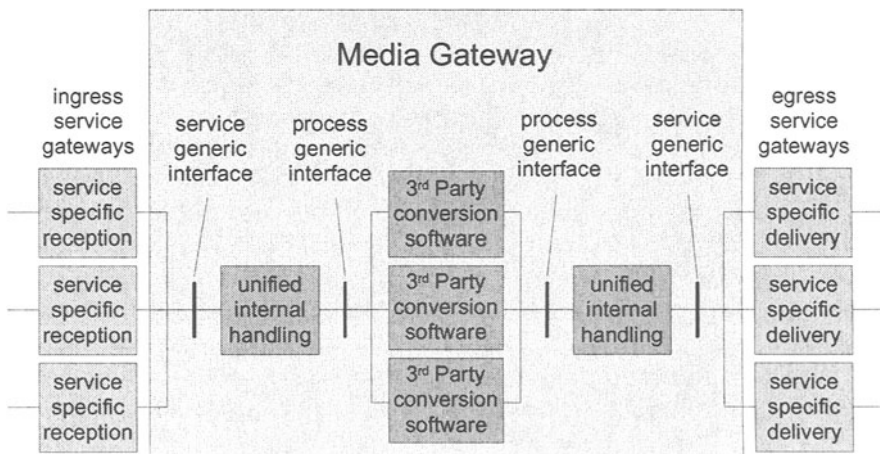 Media Gateway
ingress
service
gateways
service
generic
interface
process
generic
interface
process
generic
interface
service
generic
interface
egress
service
gateways
service
specific
reception
service
specific
reception
service
specific
reception
unified
internal
handling
3rd Party
conversion
software
3rd Party
conversion
software
3rd Party
conversion
software
unified
internal
handling
service
specific
delivery
service
specific
delivery
service
specific
delivery